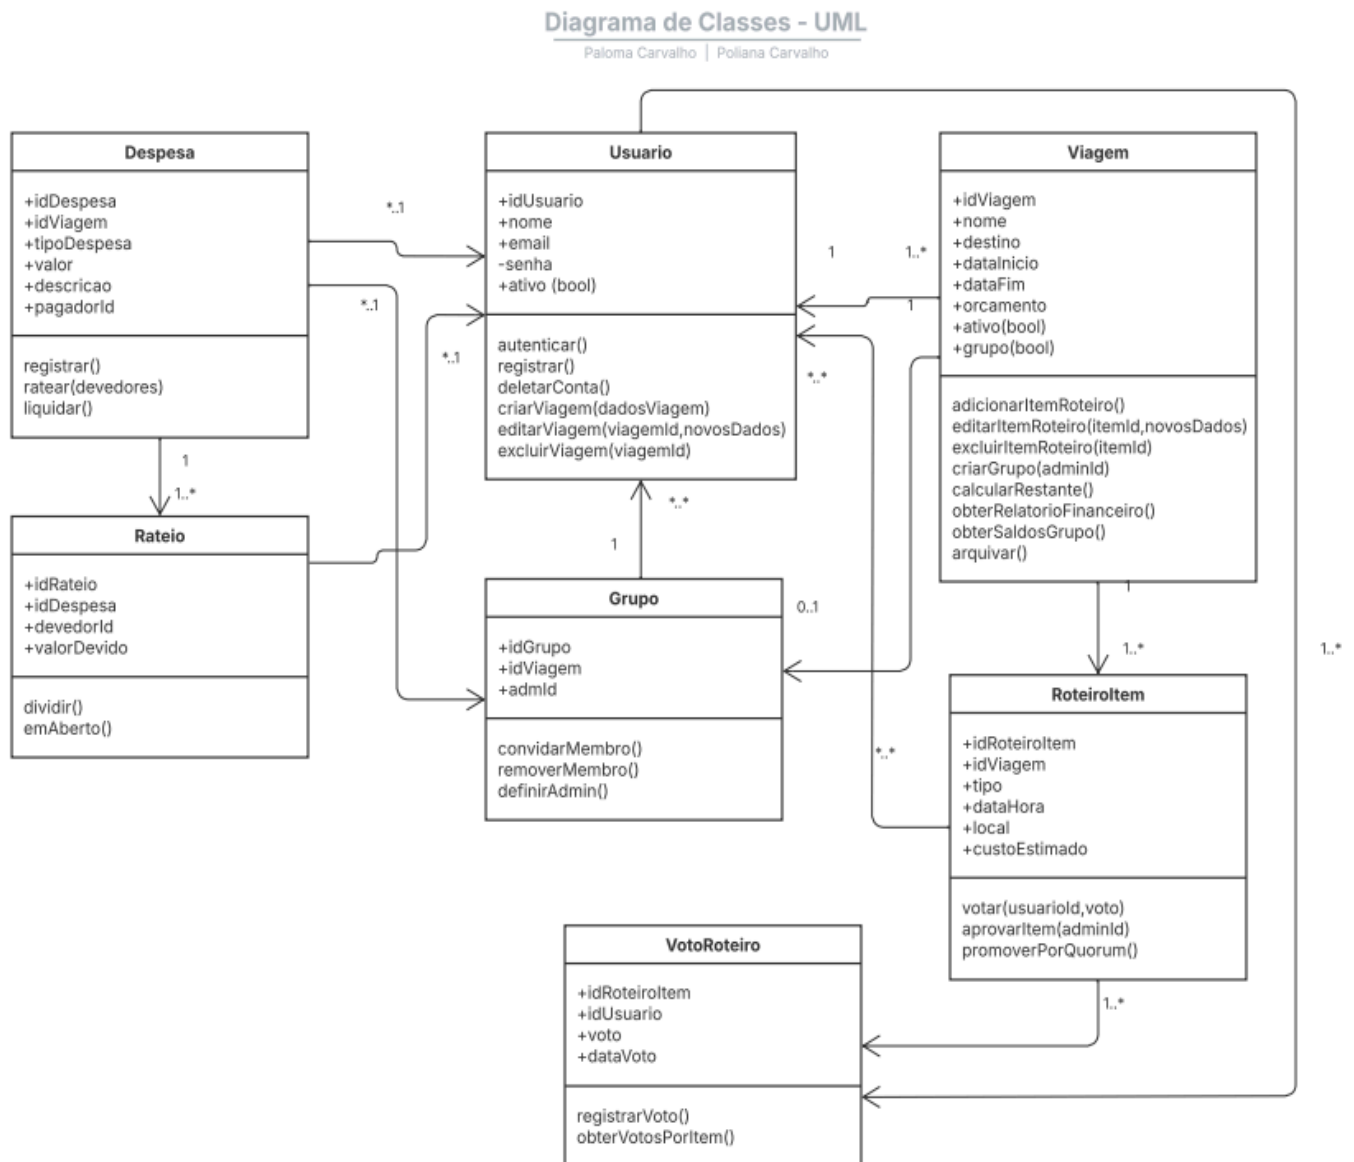 Diagrama de Classes - UML
Paloma Carvalho | Poliana Carvalho
Despesa
+idDespesa
+idViagem
+tipoDespesa
+valor
+descricao
+pagadorId
registrar()
ratear(devedores)
liquidar()
*..1
*..1
*..1
1
1..*
Rateio
+idRateio
+idDespesa
+devedorId
+valorDevido
dividir()
emAberto()
Usuario
+idUsuario
+nome
+email
-senha
+ativo (bool)
autenticar()
registrar()
deletarConta()
criarViagem(dadosViagem)
editarViagem(viagemId,novosDados)
excluirViagem(viagemId)
1
1..*
1
*..*
*..*
1
Grupo
+idGrupo
+idViagem
+admId
convidarMembro()
removerMembro()
definirAdmin()
0..1
Viagem
+idViagem
+nome
+destino
+dataInicio
+dataFim
+orcamento
+ativo(bool)
+grupo(bool)
adicionarItemRoteiro()
editarItemRoteiro(itemId,novosDados)
excluirItemRoteiro(itemId)
criarGrupo(adminId)
calcularRestante()
obterRelatorioFinanceiro()
obterSaldosGrupo()
arquivar()
1
1..*
1..*
RoteiroItem
+idRoteiroItem
+idViagem
+tipo
+dataHora
+local
+custoEstimado
votar(usuarioId,voto)
aprovarItem(adminId)
promoverPorQuorum()
*..*
1..*
VotoRoteiro
+idRoteiroItem
+idUsuario
+voto
+dataVoto
registrarVoto()
obterVotosPorItem()